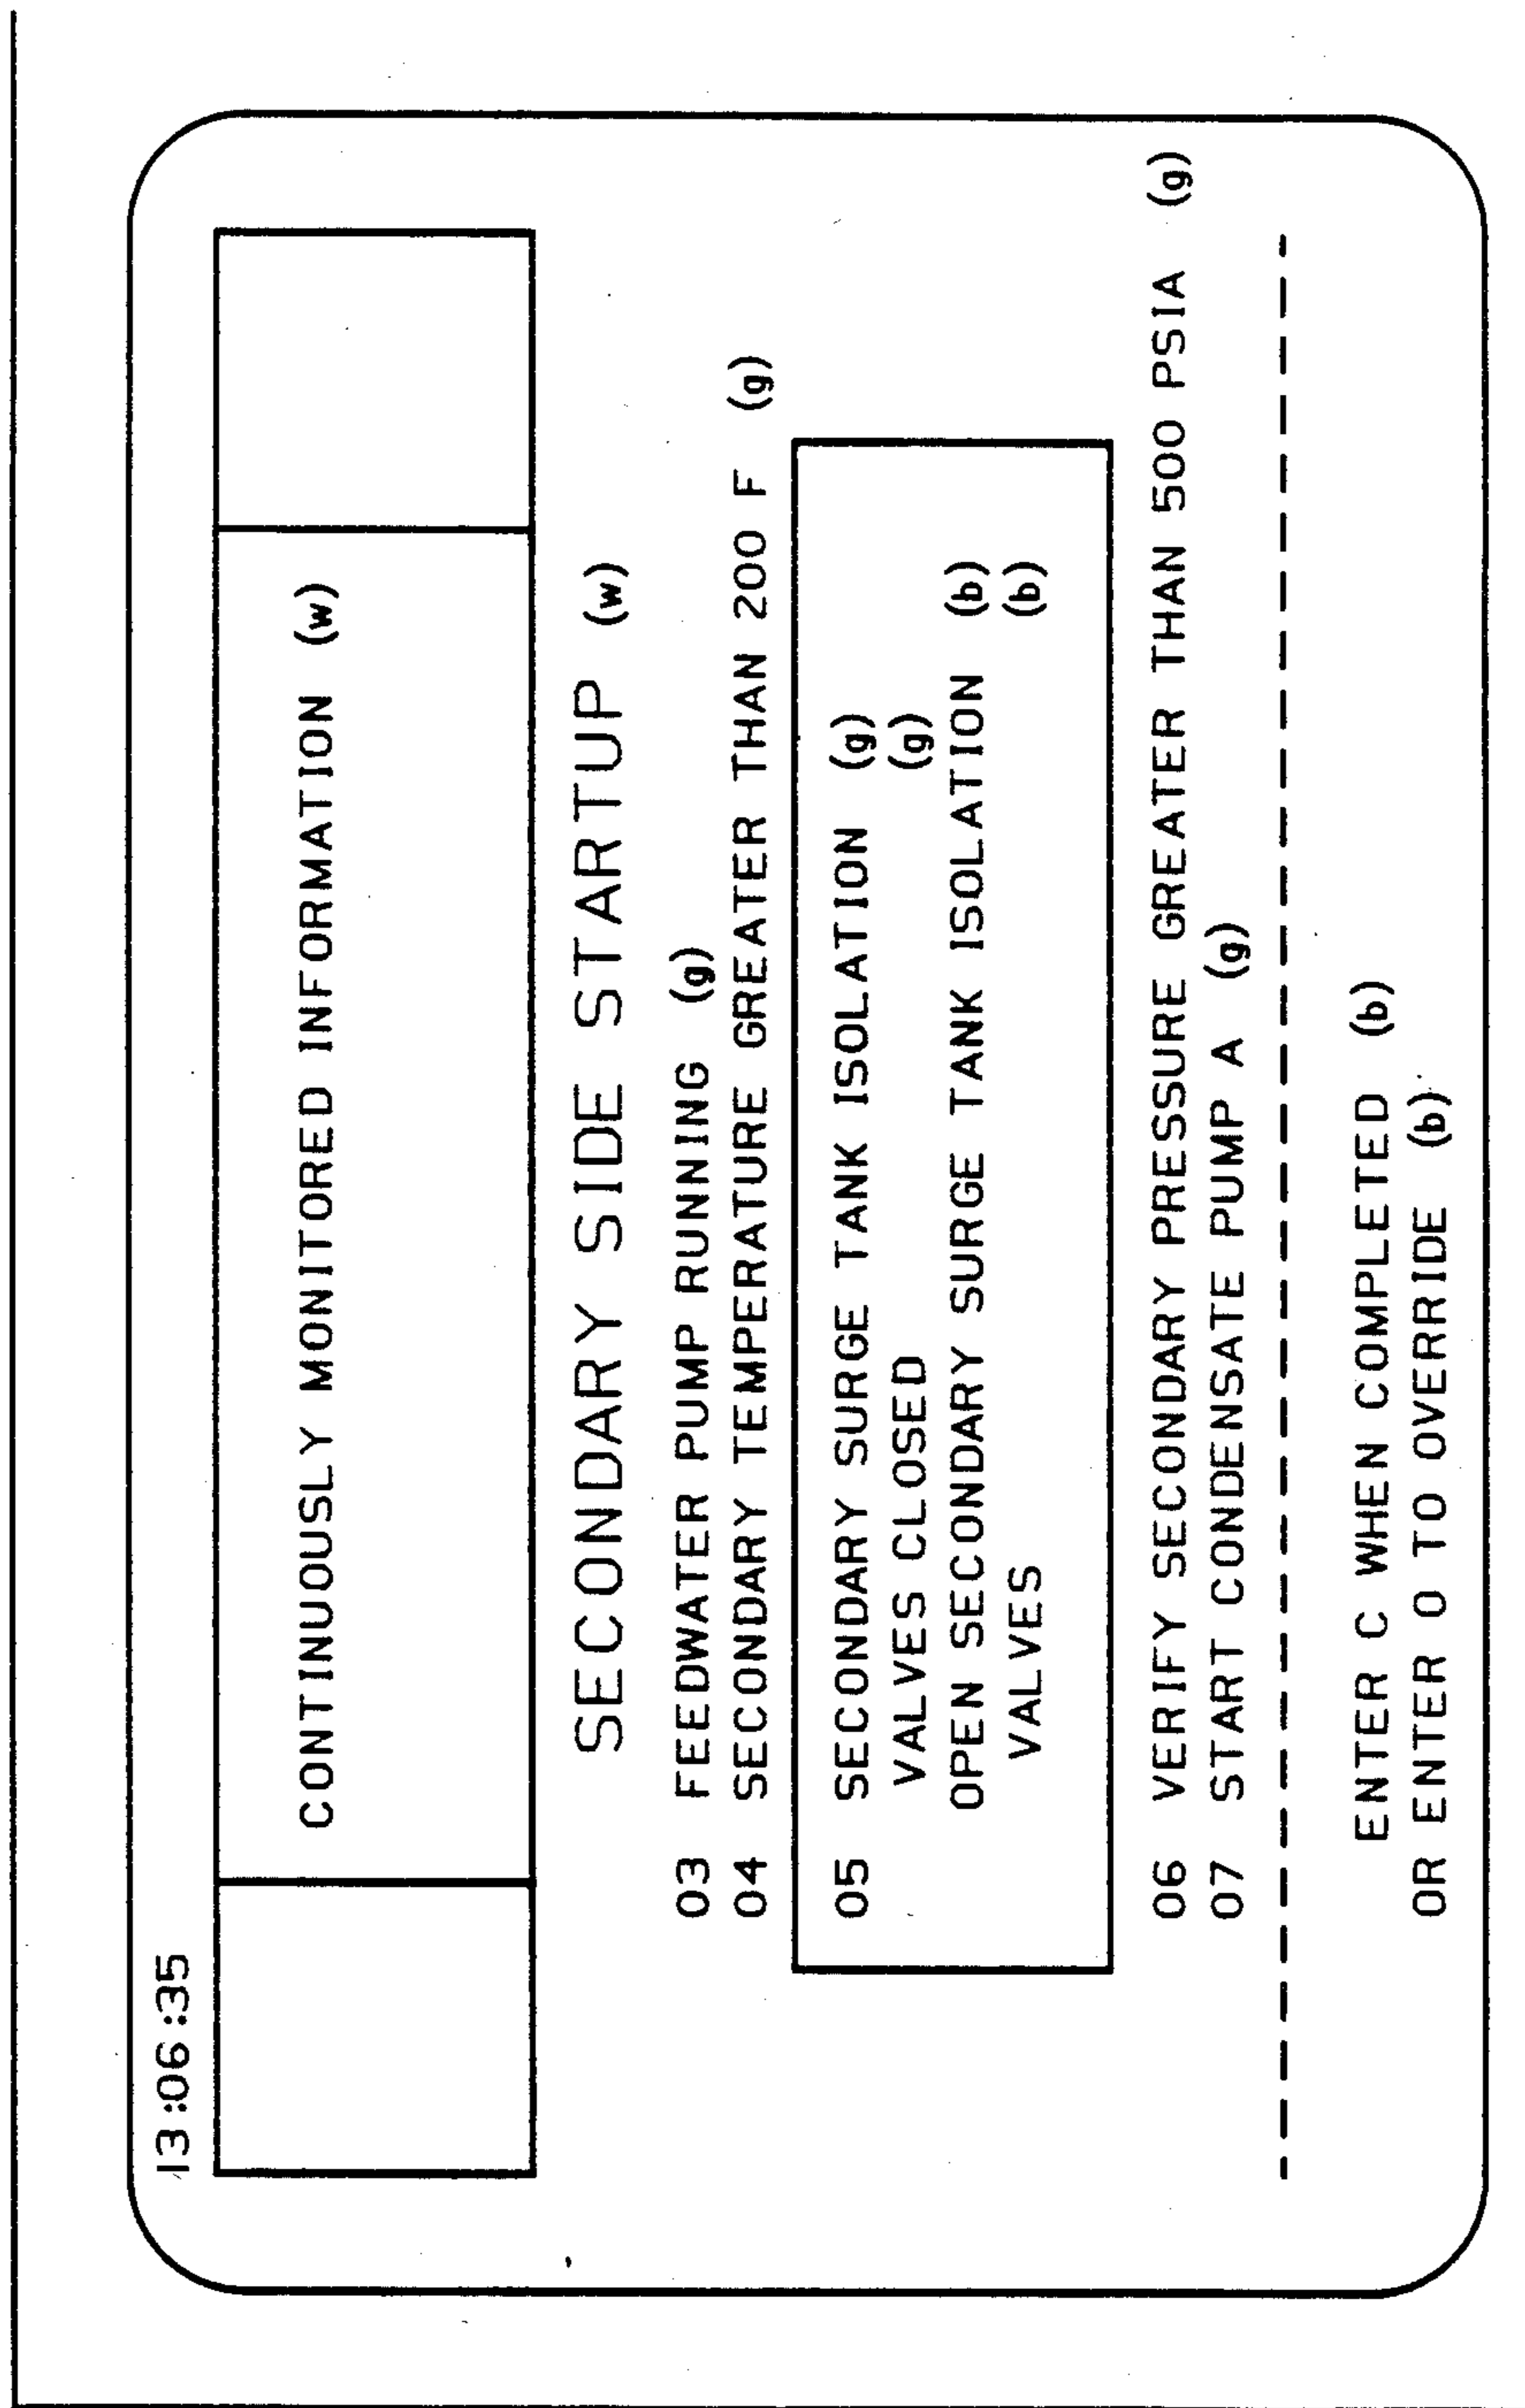 13:06:35
CONTINUOUSLY MONITORED INFORMATION (w)
SECONDARY SIDE STARTUP (w)
03 FEEDWATER PUMP RUNNING (g)
04 SECONDARY TEMPERATURE GREATER THAN 200 F (g)
05 SECONDARY SURGE TANK ISOLATION (g)
VALVES CLOSED (g)
OPEN SECONDARY SURGE TANK ISOLATION (b)
VALVES (b)
06 VERIFY SECONDARY PRESSURE GREATER THAN 500 PSIA (g)
07 START CONDENSATE PUMP A (g)
ENTER C WHEN COMPLETED (b)
OR ENTER O TO OVERRIDE (b)